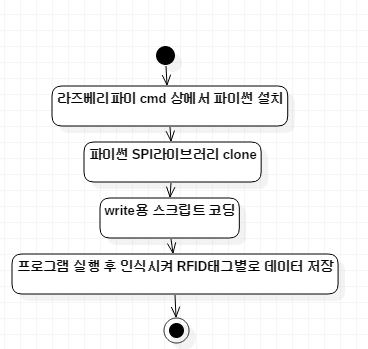 라즈베리파이 cmd 상에서 파이썬 설치
파이썬 SPI라이브러리 clone
write용 스크립트 코딩
프로그램 실행 후 인식시켜 RFID태그별로 데이터 저장